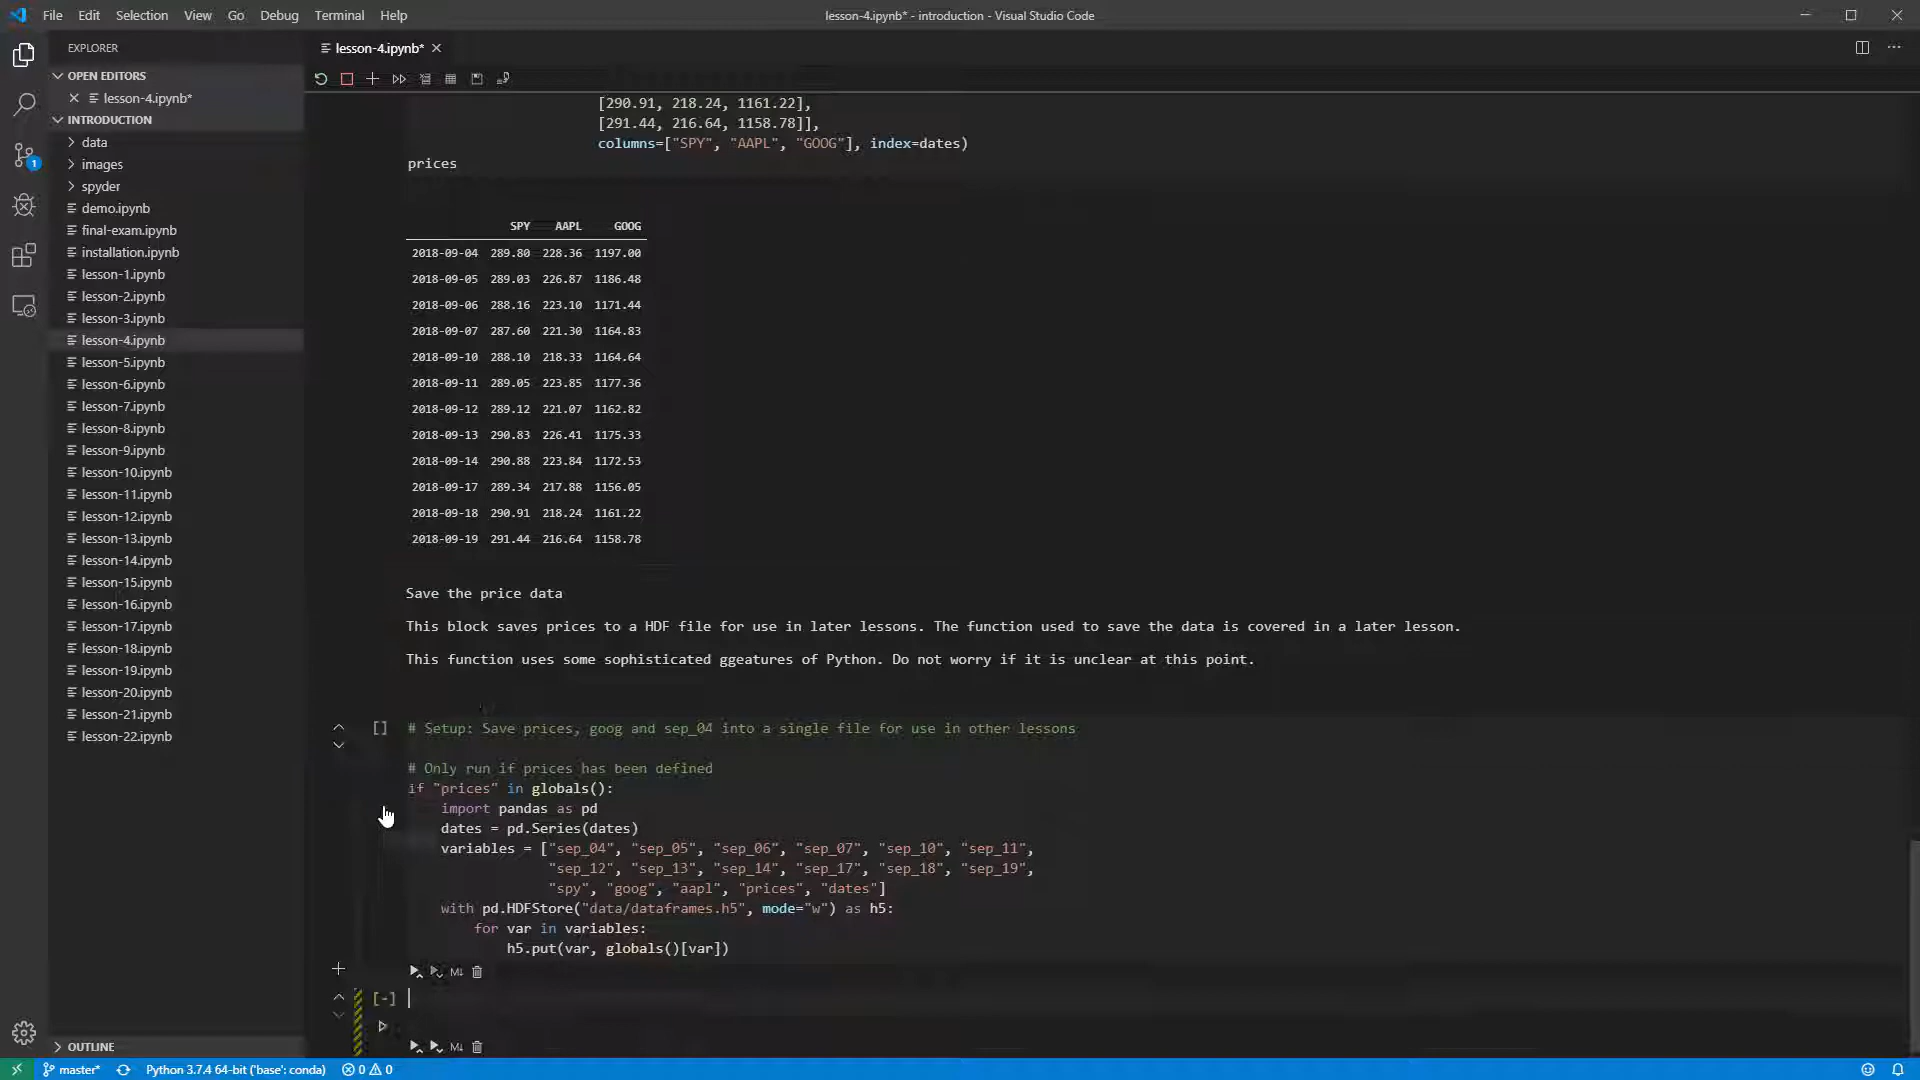 File Edit Selection View Go Debug Terminal Help
lesson-4.ipynb* - introduction - Visual Studio Code
EXPLORER
OPEN EDITORS
lesson-4.ipynb*
INTRODUCTION
data
images
spyder
demo.ipynb
final-exam.ipynb
installation.ipynb
lesson-1.ipynb
lesson-2.ipynb
lesson-3.ipynb
lesson-4.ipynb
lesson-5.ipynb
lesson-6.ipynb
lesson-7.ipynb
lesson-8.ipynb
lesson-9.ipynb
lesson-10.ipynb
lesson-11.ipynb
lesson-12.ipynb
lesson-13.ipynb
lesson-14.ipynb
lesson-15.ipynb
lesson-16.ipynb
lesson-17.ipynb
lesson-18.ipynb
lesson-19.ipynb
lesson-20.ipynb
lesson-21.ipynb
lesson-22.ipynb
OUTLINE
lesson-4.ipynb*
[290.91, 218.24, 1161.22],
[291.44, 216.64, 1158.78]],
columns=["SPY", "AAPL", "GOOG"], index=dates)
prices
SPY AAPL GOOG
2018-09-04 289.80 228.36 1197.00
2018-09-05 289.03 226.87 1186.48
2018-09-06 288.16 223.10 1171.44
2018-09-07 287.60 221.30 1164.83
2018-09-10 288.10 218.33 1164.64
2018-09-11 289.05 223.85 1177.36
2018-09-12 289.12 221.07 1162.82
2018-09-13 290.83 226.41 1175.33
2018-09-14 290.88 223.84 1172.53
2018-09-17 289.34 217.88 1156.05
2018-09-18 290.91 218.24 1161.22
2018-09-19 291.44 216.64 1158.78
Save the price data
This block saves prices to a HDF file for use in later lessons. The function used to save the data is covered in a later lesson.
This function uses some sophisticated ggeatures of Python. Do not worry if it is unclear at this point.
[] # Setup: Save prices, goog and sep_04 into a single file for use in other lessons
# Only run if prices has been defined
if "prices" in globals():
import pandas as pd
dates = pd.Series(dates)
variables = ["sep_04", "sep_05", "sep_06", "sep_07", "sep_10", "sep_11",
"sep_12", "sep_13", "sep_14", "sep_17", "sep_18", "sep_19",
"spy", "goog", "aapl", "prices", "dates"]
with pd.HDFStore("data/dataframes.h5", mode="w") as h5:
for var in variables:
h5.put(var, globals()[var])
M↓
[-]
M↓
master* Python 3.7.4 64-bit ('base': conda) 0 0
1